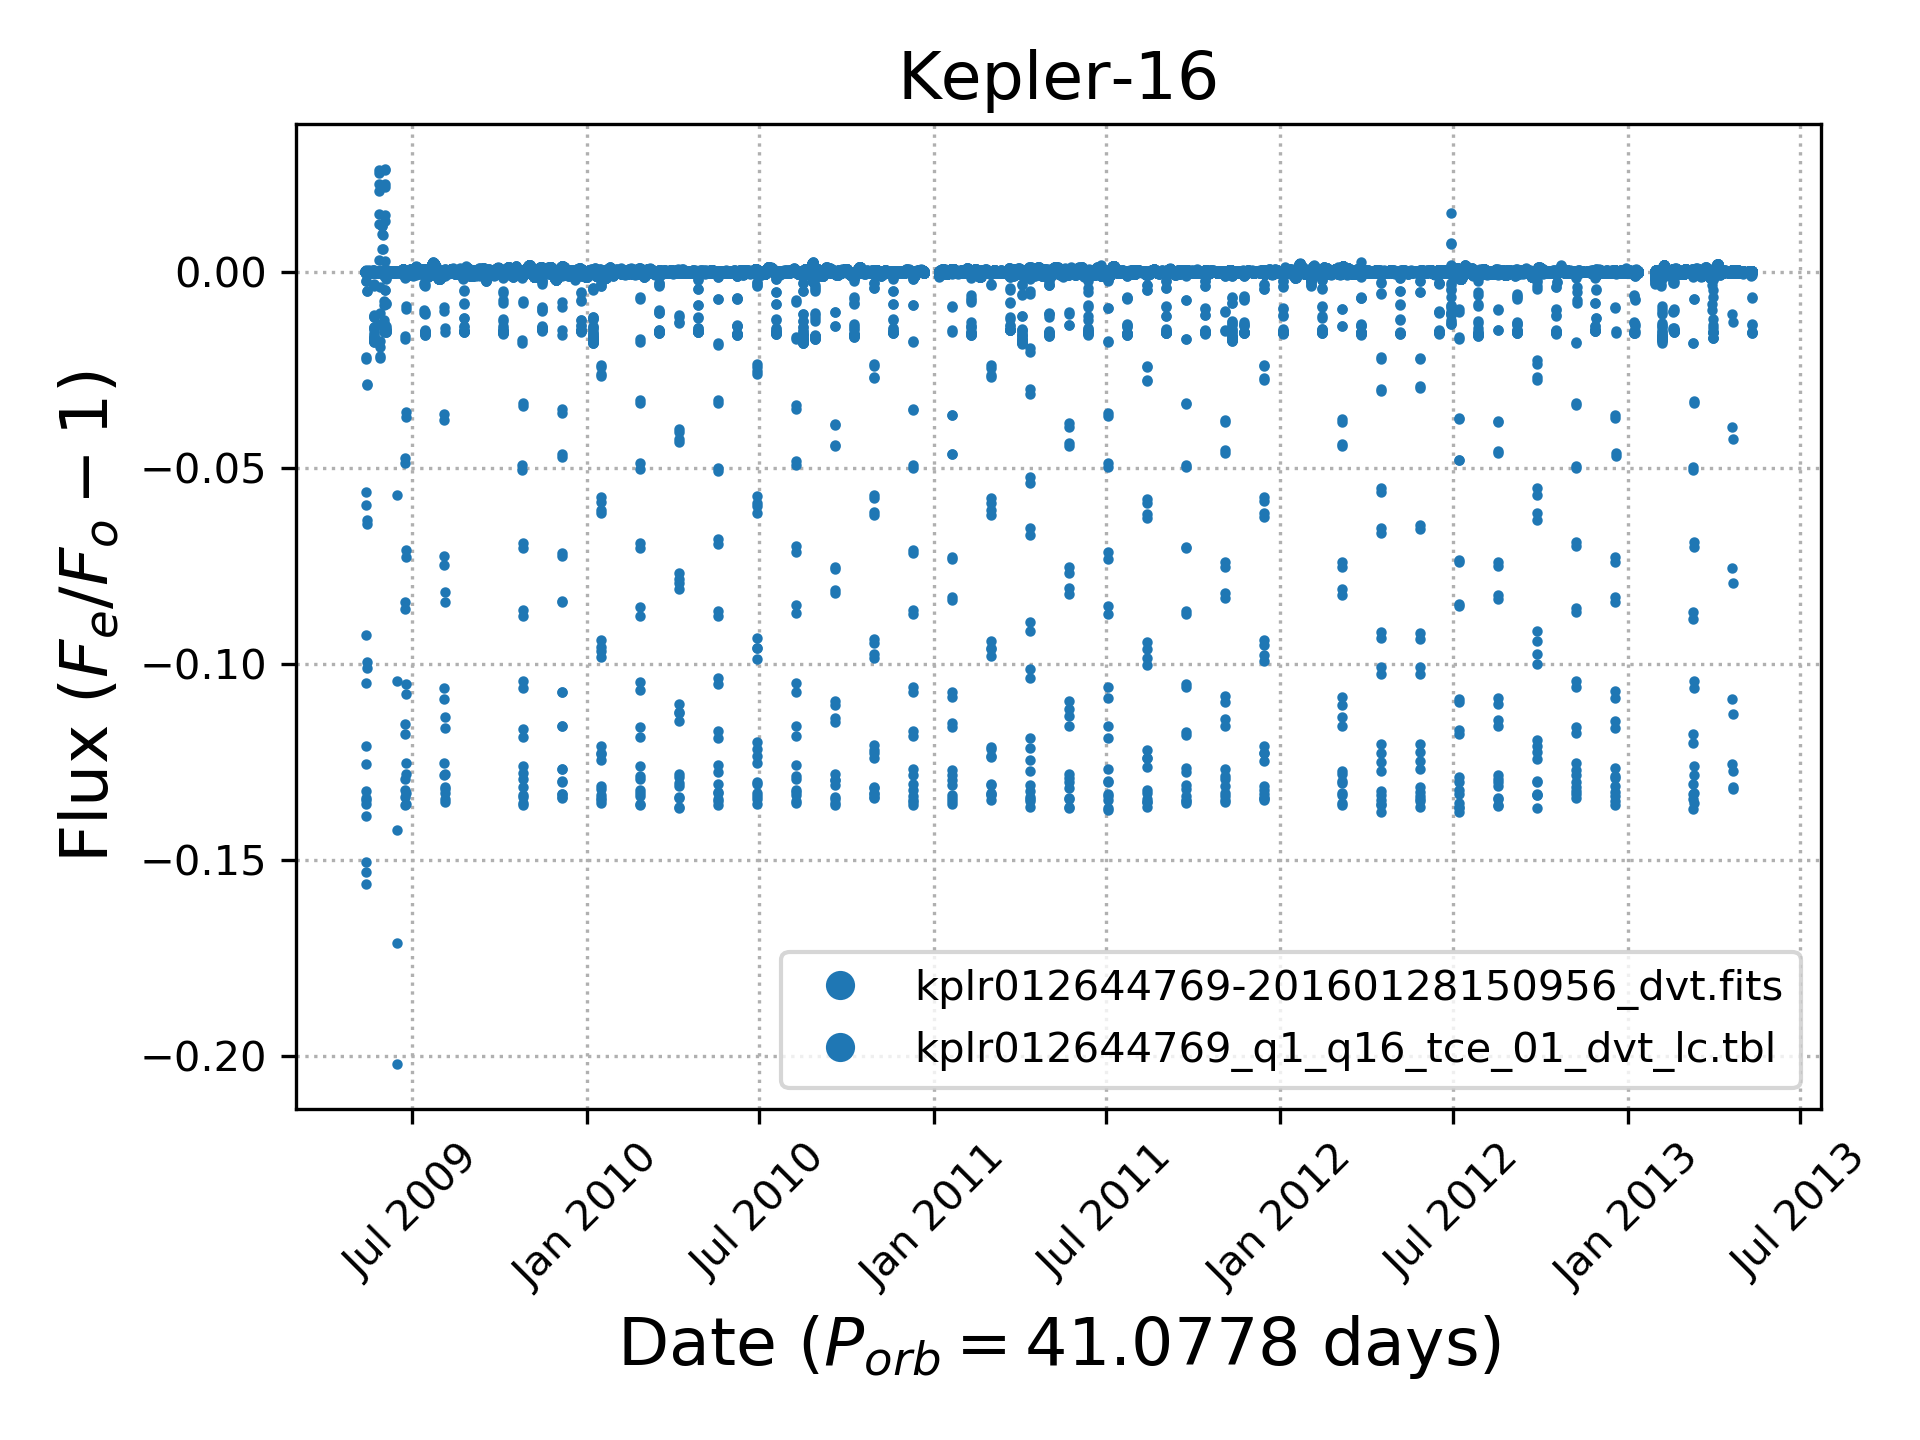 Kepler-16
Flux (Fe/Fo − 1)
0.00
−0.05
−0.10
−0.15
−0.20
kplr012644769-20160128150956_dvt.fits
kplr012644769_q1_q16_tce_01_dvt_lc.tbl
Jul 2009
Jan 2010
Jul 2010
Jan 2011
Jul 2011
Jan 2012
Jul 2012
Jan 2013
Jul 2013
Date (Porb = 41.0778 days)